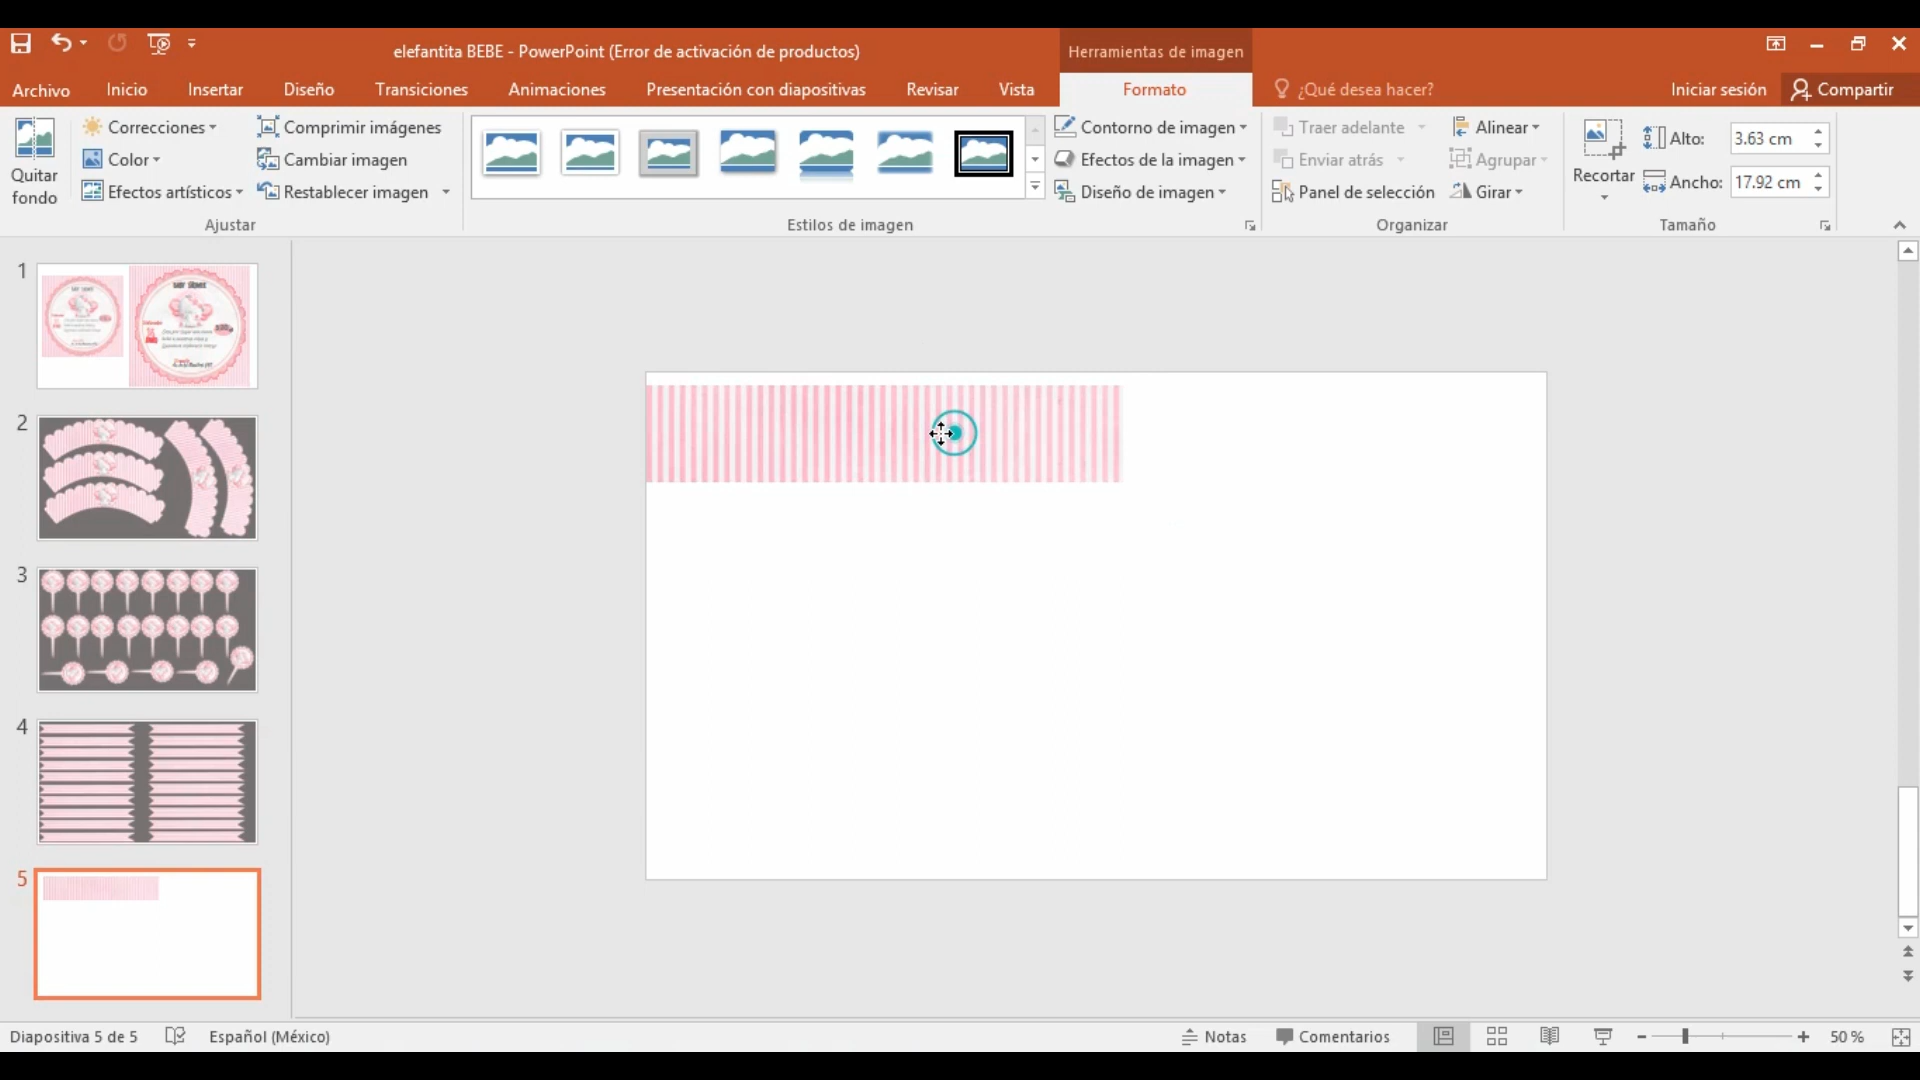 elefantita BEBE - PowerPoint (Error de activación de productos)
Herramientas de imagen
Archivo Inicio Insertar Diseño Transiciones Animaciones Presentación con diapositivas Revisar Vista Formato ¿Qué desea hacer? Iniciar sesión Compartir
Quitar fondo
Correcciones
Color
Efectos artísticos
Comprimir imágenes
Cambiar imagen
Restablecer imagen
Ajustar
Estilos de imagen
Contorno de imagen
Efectos de la imagen
Diseño de imagen
Traer adelante
Enviar atrás
Panel de selección
Alinear
Agrupar
Girar
Organizar
Recortar
Alto: 3.63 cm
Ancho: 17.92 cm
Tamaño
1
2
3
4
5
Diapositiva 5 de 5 Español (México) Notas Comentarios 50 %